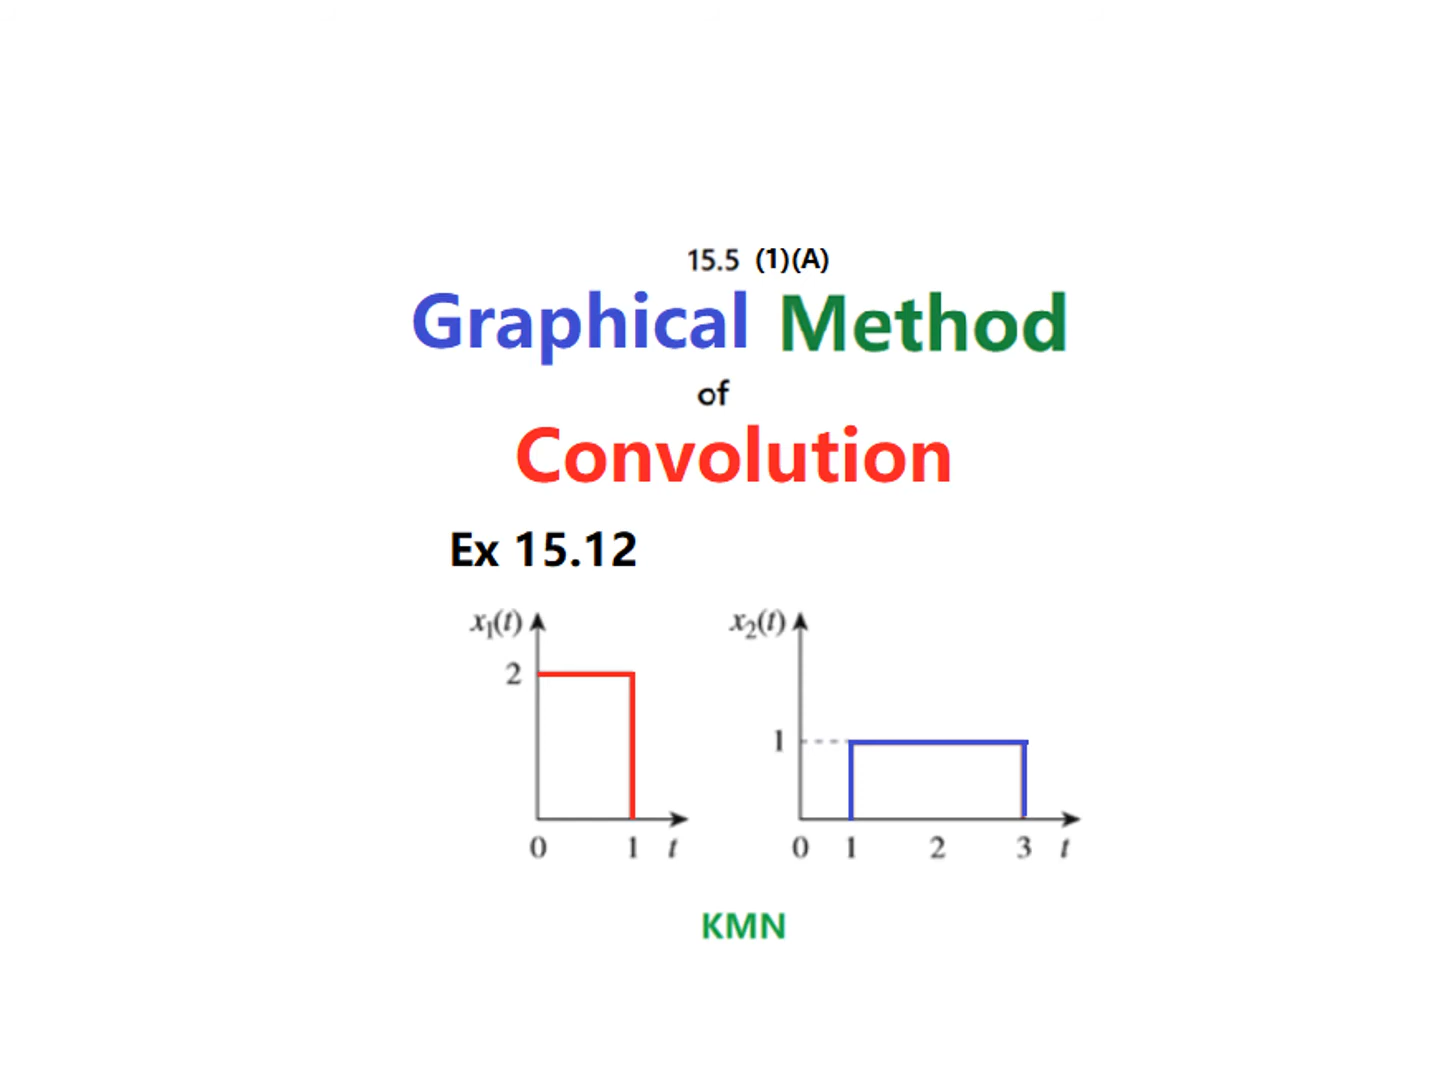 15.5 (1)(A)
Graphical Method
of
Convolution
Ex 15.12
x₁(t) x₂(t)
2
1
0 1 t 0 1 2 3 t
KMN